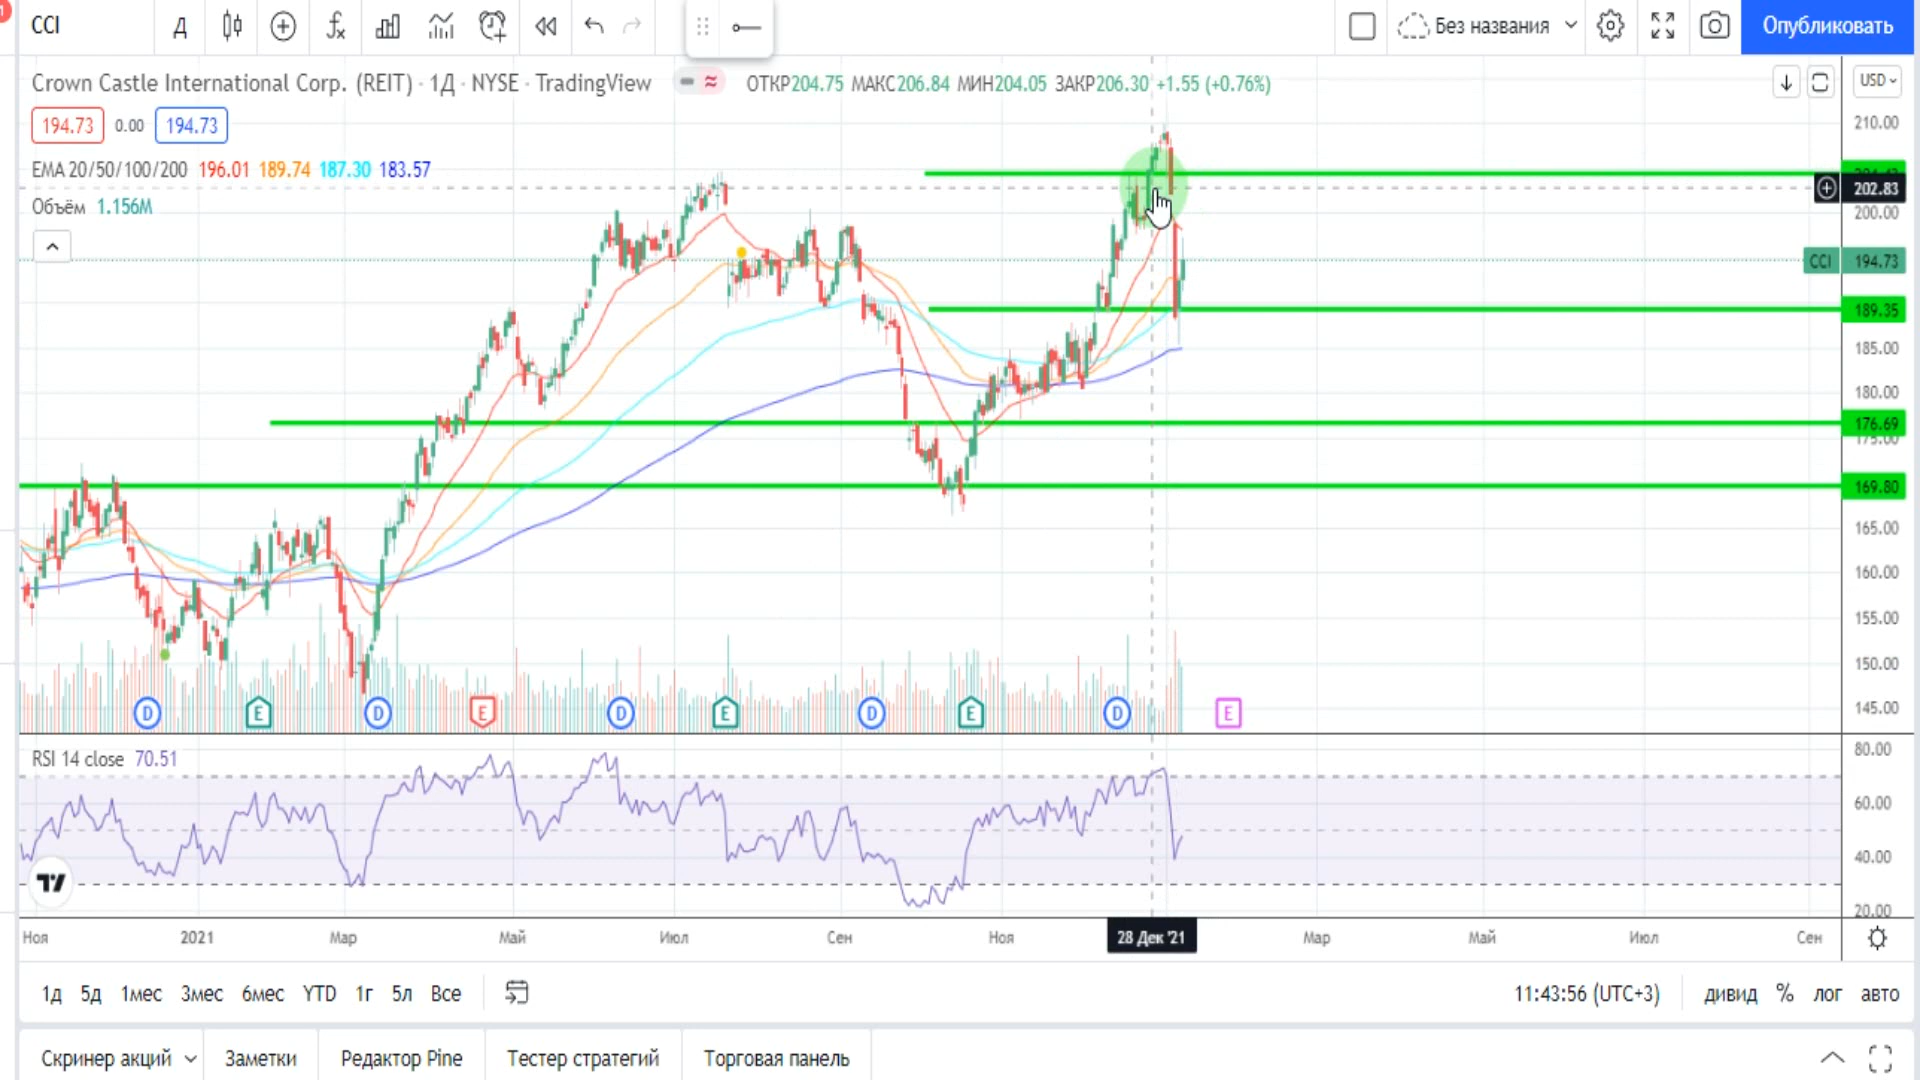 CCI Д Без названия Опубликовать
Crown Castle International Corp. (REIT) · 1Д · NYSE · TradingView ОТКР204.75 МАКС206.84 МИН204.05 ЗАКР206.30 +1.55 (+0.76%) USD
194.73 0.00 194.73
210.00
EMA 20/50/100/200 196.01 189.74 187.30 183.57
202.83
Объём 1.156M
200.00
CCI 194.73
189.35
185.00
180.00
176.69
175.00
169.80
165.00
160.00
155.00
150.00
145.00
D E D E D E D E D E
RSI 14 close 70.51
80.00
60.00
40.00
20.00
Ноя 2021 Мар Май Июл Сен Ноя 28 Дек '21 Мар Май Июл Сен
1д 5д 1мес 3мес 6мес YTD 1г 5л Все 11:43:56 (UTC+3) дивид % лог авто
Скринер акций Заметки Редактор Pine Тестер стратегий Торговая панель